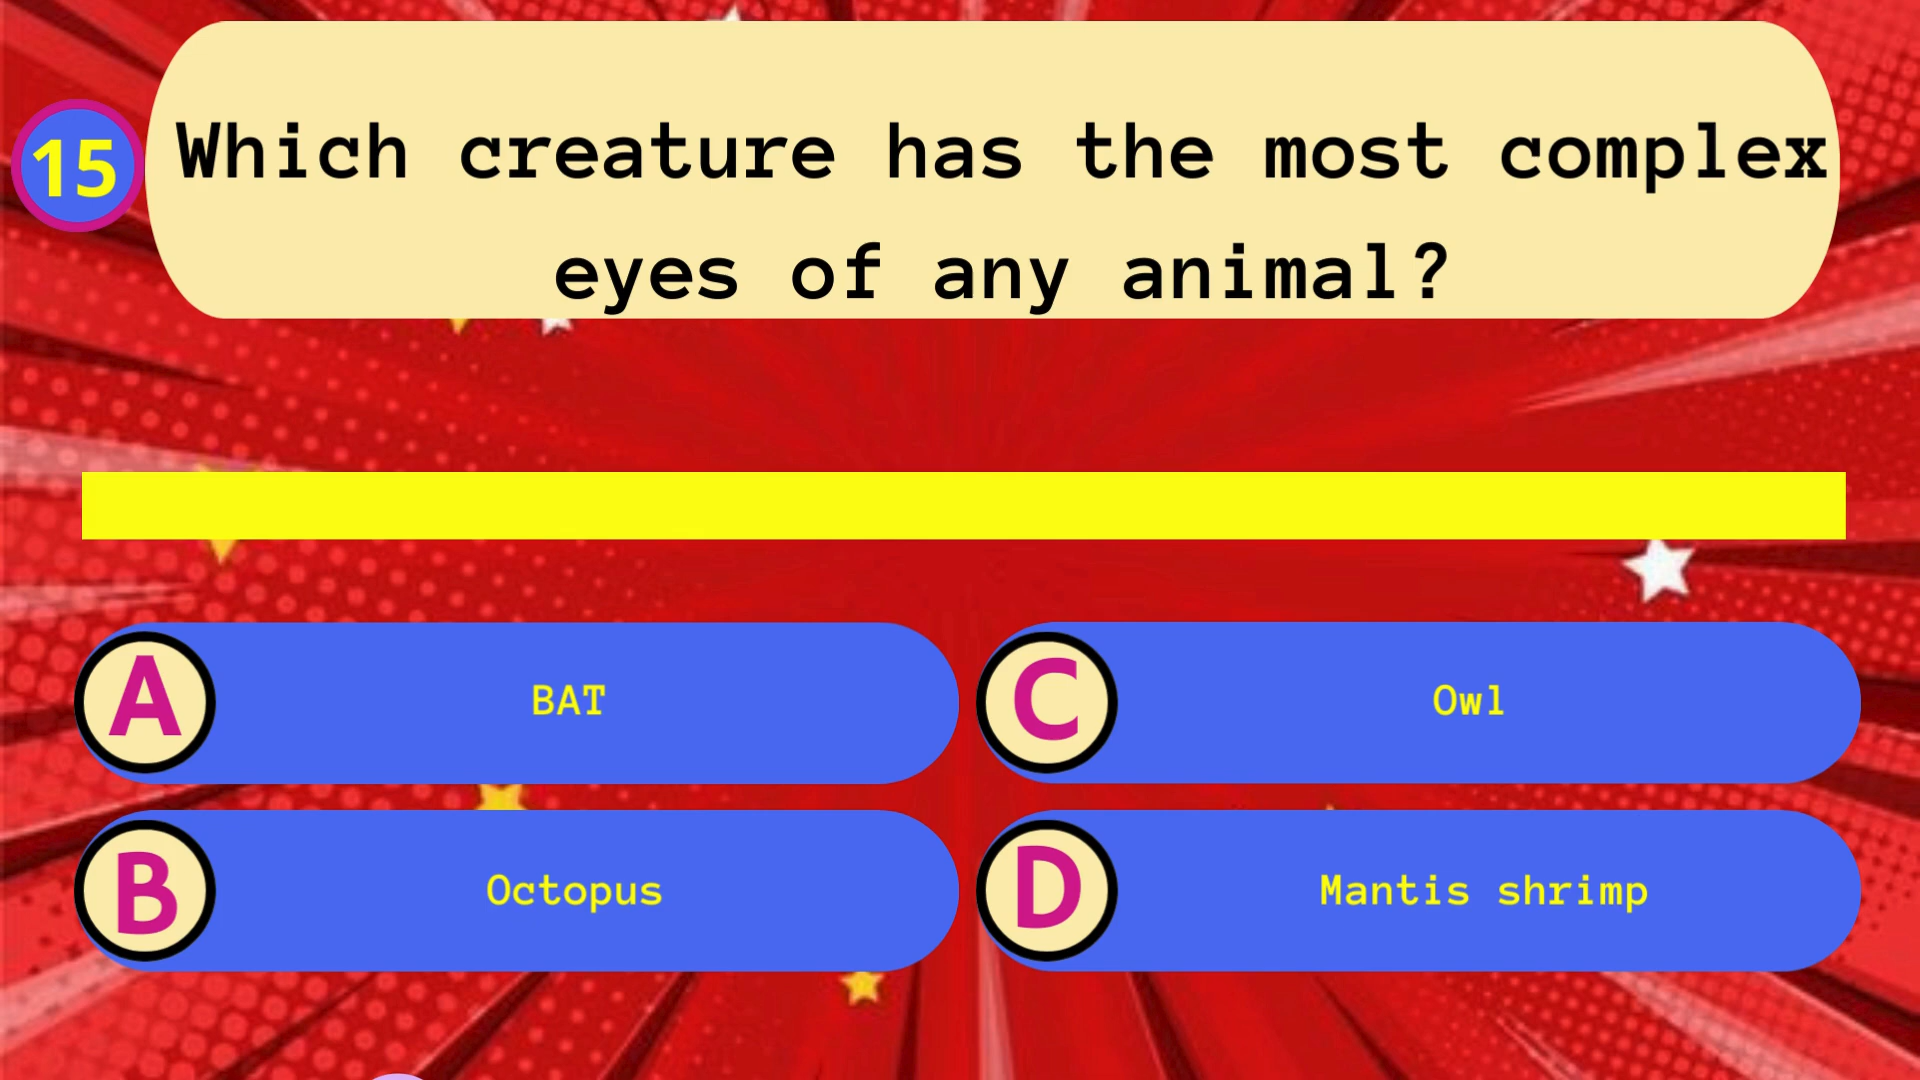 15
Which creature has the most complex
eyes of any animal?
A
BAT
C
Owl
B
Octopus
D
Mantis shrimp